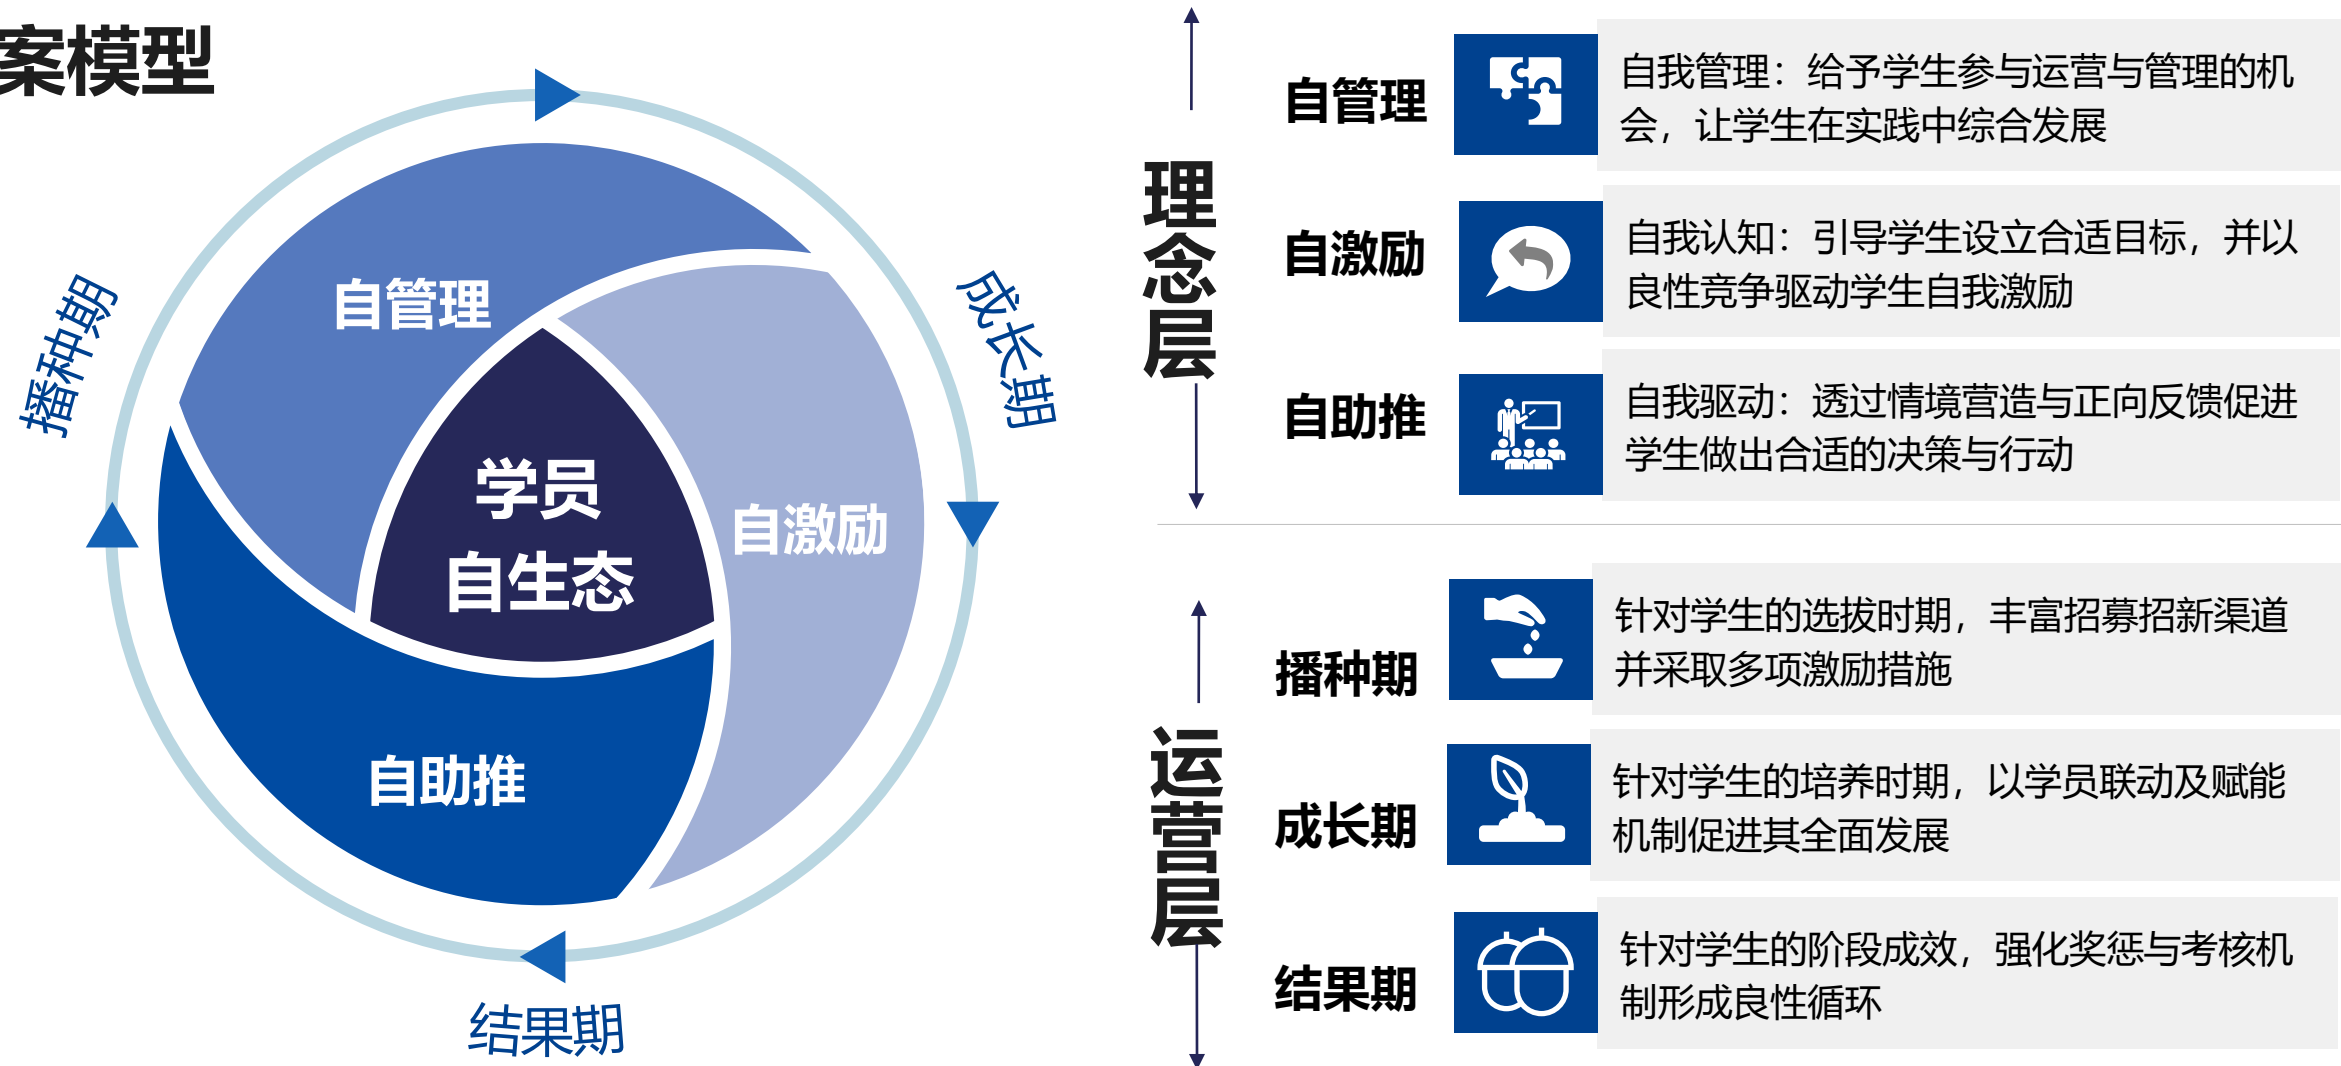 案模型
播种期
成长期
结果期
自管理
自激励
自助推
学员
自生态
理念层
自管理
自我管理：给予学生参与运营与管理的机
会，让学生在实践中综合发展
自激励
自我认知：引导学生设立合适目标，并以
良性竞争驱动学生自我激励
自助推
自我驱动：透过情境营造与正向反馈促进
学生做出合适的决策与行动
运营层
播种期
针对学生的选拔时期，丰富招募招新渠道
并采取多项激励措施
成长期
针对学生的培养时期，以学员联动及赋能
机制促进其全面发展
结果期
针对学生的阶段成效，强化奖惩与考核机
制形成良性循环